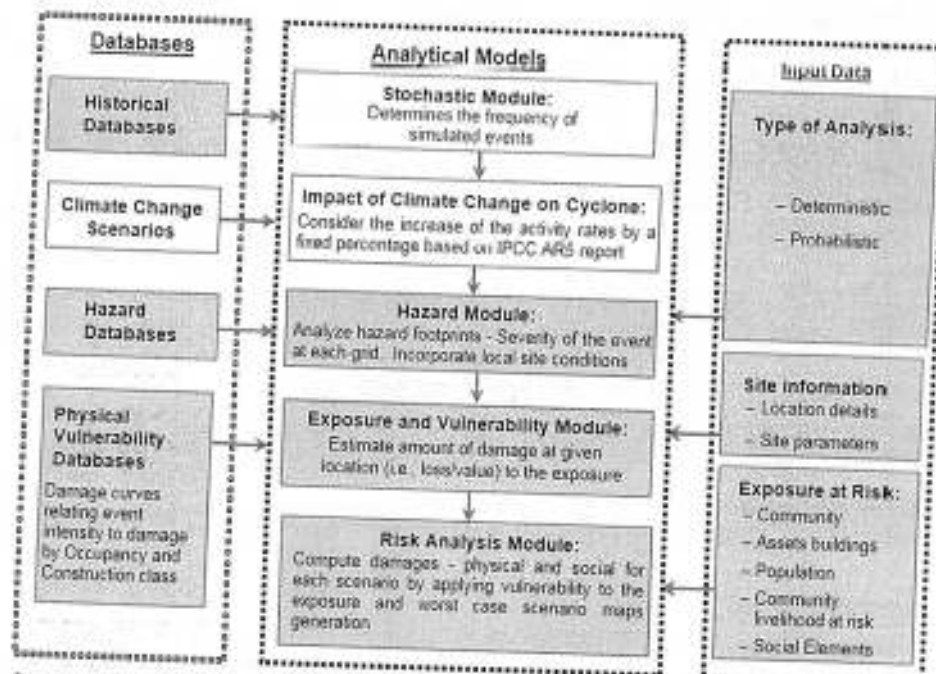 Databases
Historical
Databases
Climate Change
Scenarios
Hazard
Databases
Physical
Vulnerability
Databases
Damage curves
relating event
intensity to damage
by Occupancy and
Construction class
Analytical Models
Stochastic Module:
Determines the frequency of
simulated events
Impact of Climate Change on Cyclone:
Consider the increase of the activity rates by a
fixed percentage based on IPCC AR5 report
Hazard Module:
Analyze hazard footprints - Severity of the event
at each grid. Incorporate local site conditions
Exposure and Vulnerability Module:
Estimate amount of damage at given
location (i.e., loss/value) to the exposure
Risk Analysis Module:
Compute damages - physical and social for
each scenario by applying vulnerability to the
exposure and worst case scenario maps
generation
Input Data
Type of Analysis:
– Deterministic
– Probabilistic
Site information
– Location details
– Site parameters
Exposure at Risk:
– Community
– Assets buildings
– Population
– Community
livelihood at risk
– Social Elements